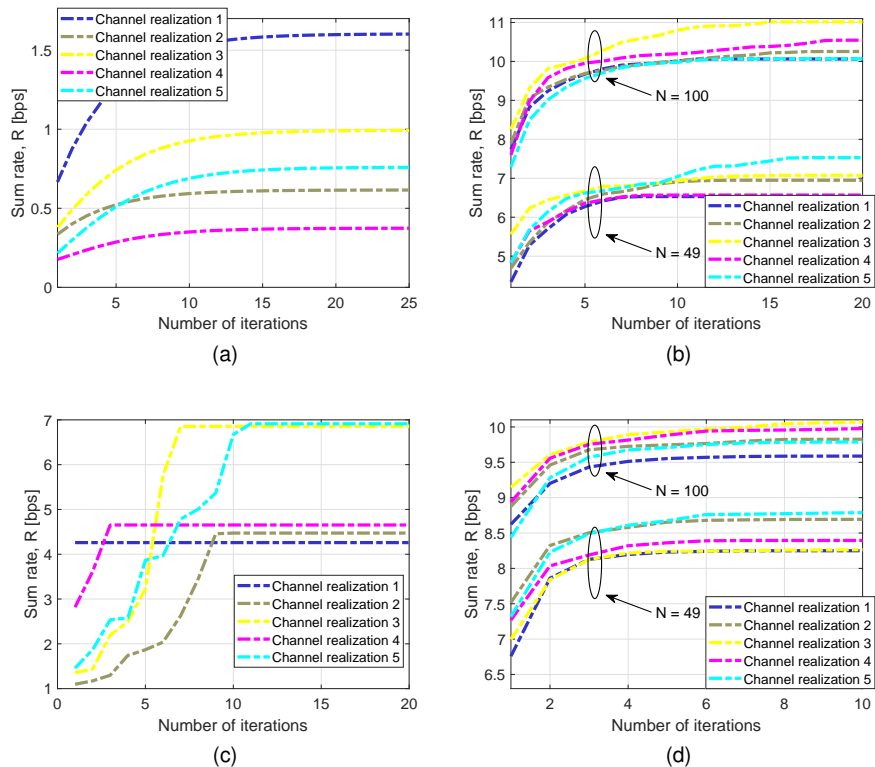 Sum rate, R [bps]
1.5
1
0.5
0
5
10
15
20
25
Number of iterations
Channel realization 1
Channel realization 2
Channel realization 3
Channel realization 4
Channel realization 5
(a)
Sum rate, R [bps]
11
10
9
8
7
6
5
5
10
15
20
Number of iterations
N = 100
N = 49
Channel realization 1
Channel realization 2
Channel realization 3
Channel realization 4
Channel realization 5
(b)
Sum rate, R [bps]
7
6
5
4
3
2
1
0
5
10
15
20
Number of iterations
Channel realization 1
Channel realization 2
Channel realization 3
Channel realization 4
Channel realization 5
(c)
Sum rate, R [bps]
10
9.5
9
8.5
8
7.5
7
6.5
2
4
6
8
10
Number of iterations
N = 100
N = 49
Channel realization 1
Channel realization 2
Channel realization 3
Channel realization 4
Channel realization 5
(d)